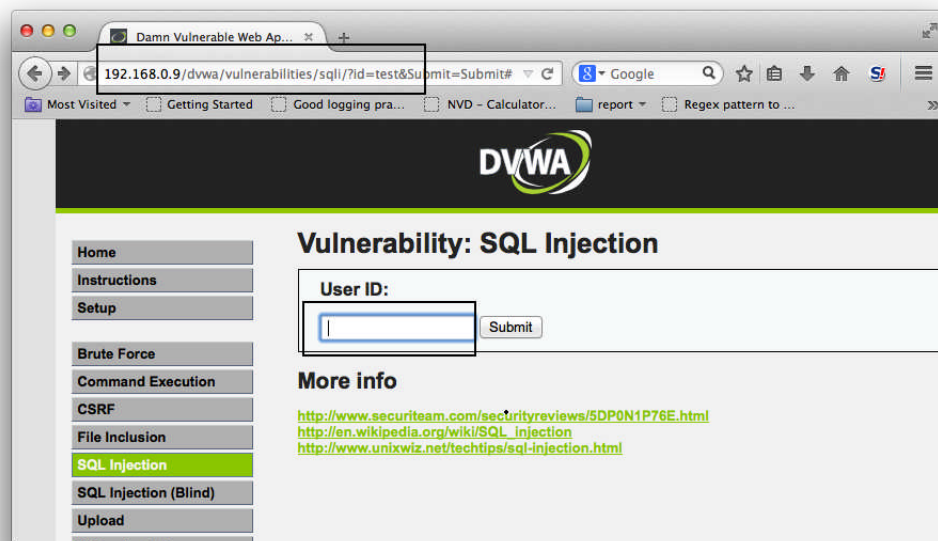 Damn Vulnerable Web Ap...
192.168.0.9/dvwa/vulnerabilities/sqli/?id=test&Submit=Submit#
Google
Most Visited
Getting Started
Good logging pra...
NVD - Calculator...
report
Regex pattern to ...
DVWA
Home
Instructions
Setup
Brute Force
Command Execution
CSRF
File Inclusion
SQL Injection
SQL Injection (Blind)
Upload
Vulnerability: SQL Injection
User ID:
Submit
More info
http://www.securiteam.com/securityreviews/5DP0N1P76E.html
http://en.wikipedia.org/wiki/SQL_injection
http://www.unixwiz.net/techtips/sql-injection.html